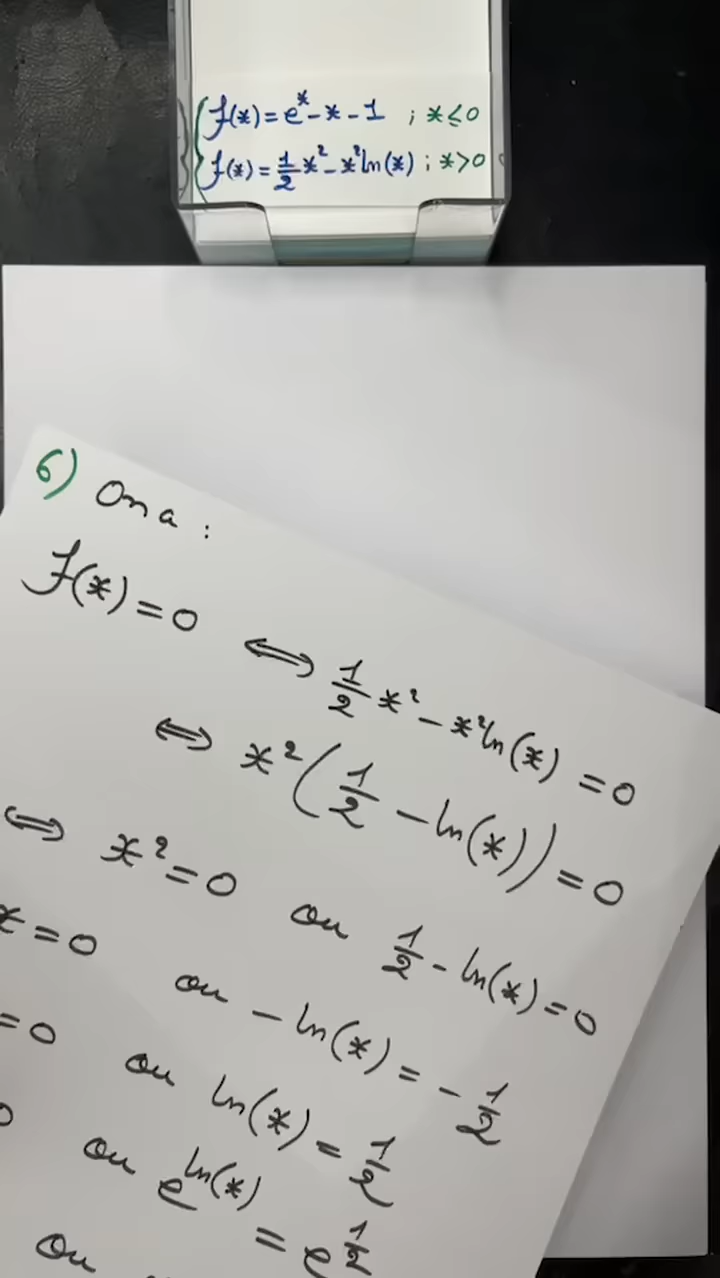 f(x) = e^x - x - 1 ; x ≤ 0
f(x) = 1/2 x² - x² ln(x) ; x > 0
6) On a :
f(x) = 0 ⟺ 1/2 x² - x² ln(x) = 0
⟺ x² (1/2 - ln(x)) = 0
⟺ x² = 0 ou 1/2 - ln(x) = 0
x = 0 ou - ln(x) = - 1/2
= 0 ou ln(x) = 1/2
0 ou e^ln(x) = e^1/2
ou